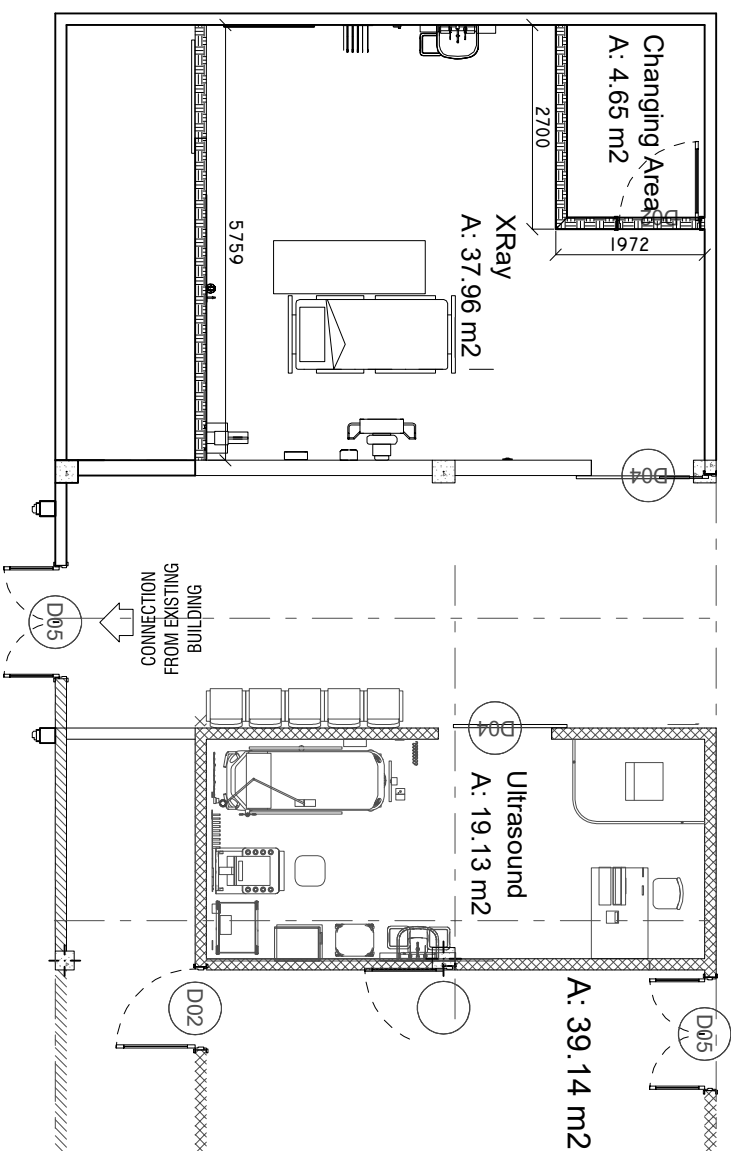 Changing Area
A: 4.65 m2
D02
2700
1972
5759
XRay
A: 37.96 m2
D04
CONNECTION
FROM EXISTING
BUILDING
D05
D04
Ultrasound
A: 19.13 m2
D02
D05
A: 39.14 m2